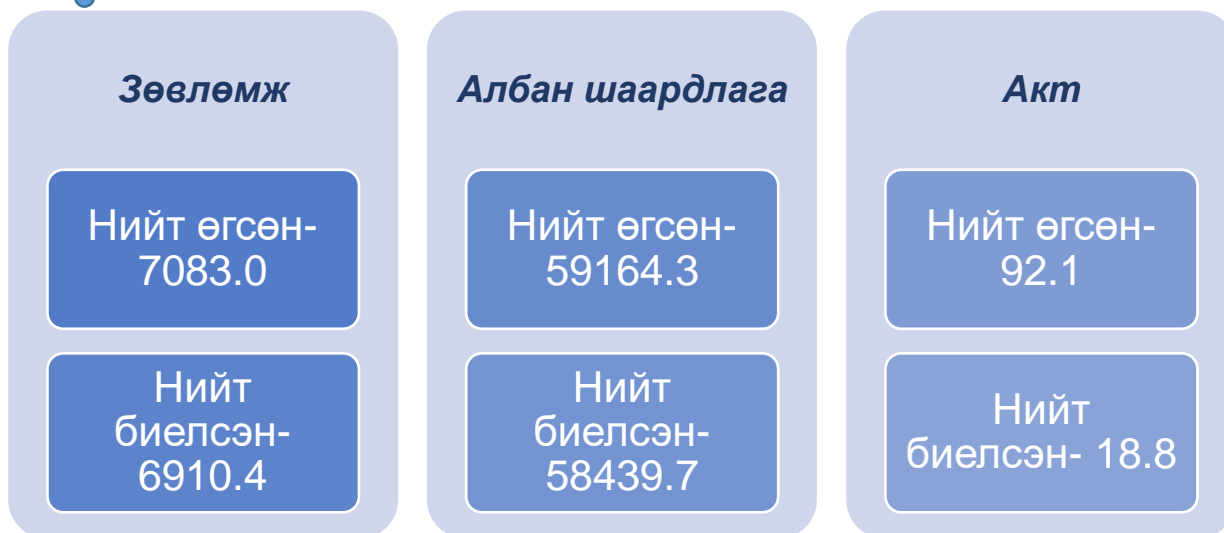 Зөвлөмж
Нийт өгсөн-
7083.0
Нийт
биелсэн-
6910.4
Албан шаардлага
Нийт өгсөн-
59164.3
Нийт
биелсэн-
58439.7
Акт
Нийт өгсөн-
92.1
Нийт
биелсэн- 18.8